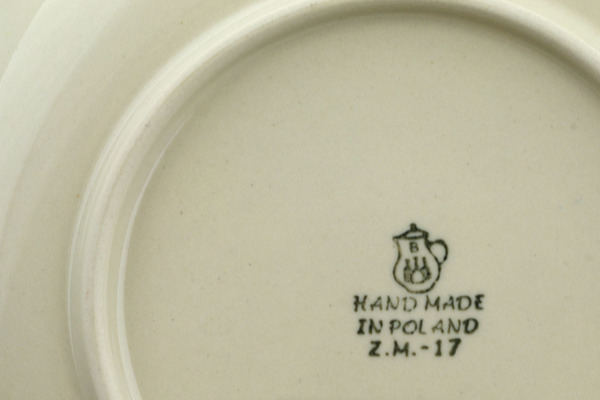 B
HAND MADE
IN POLAND
Z.M.-17